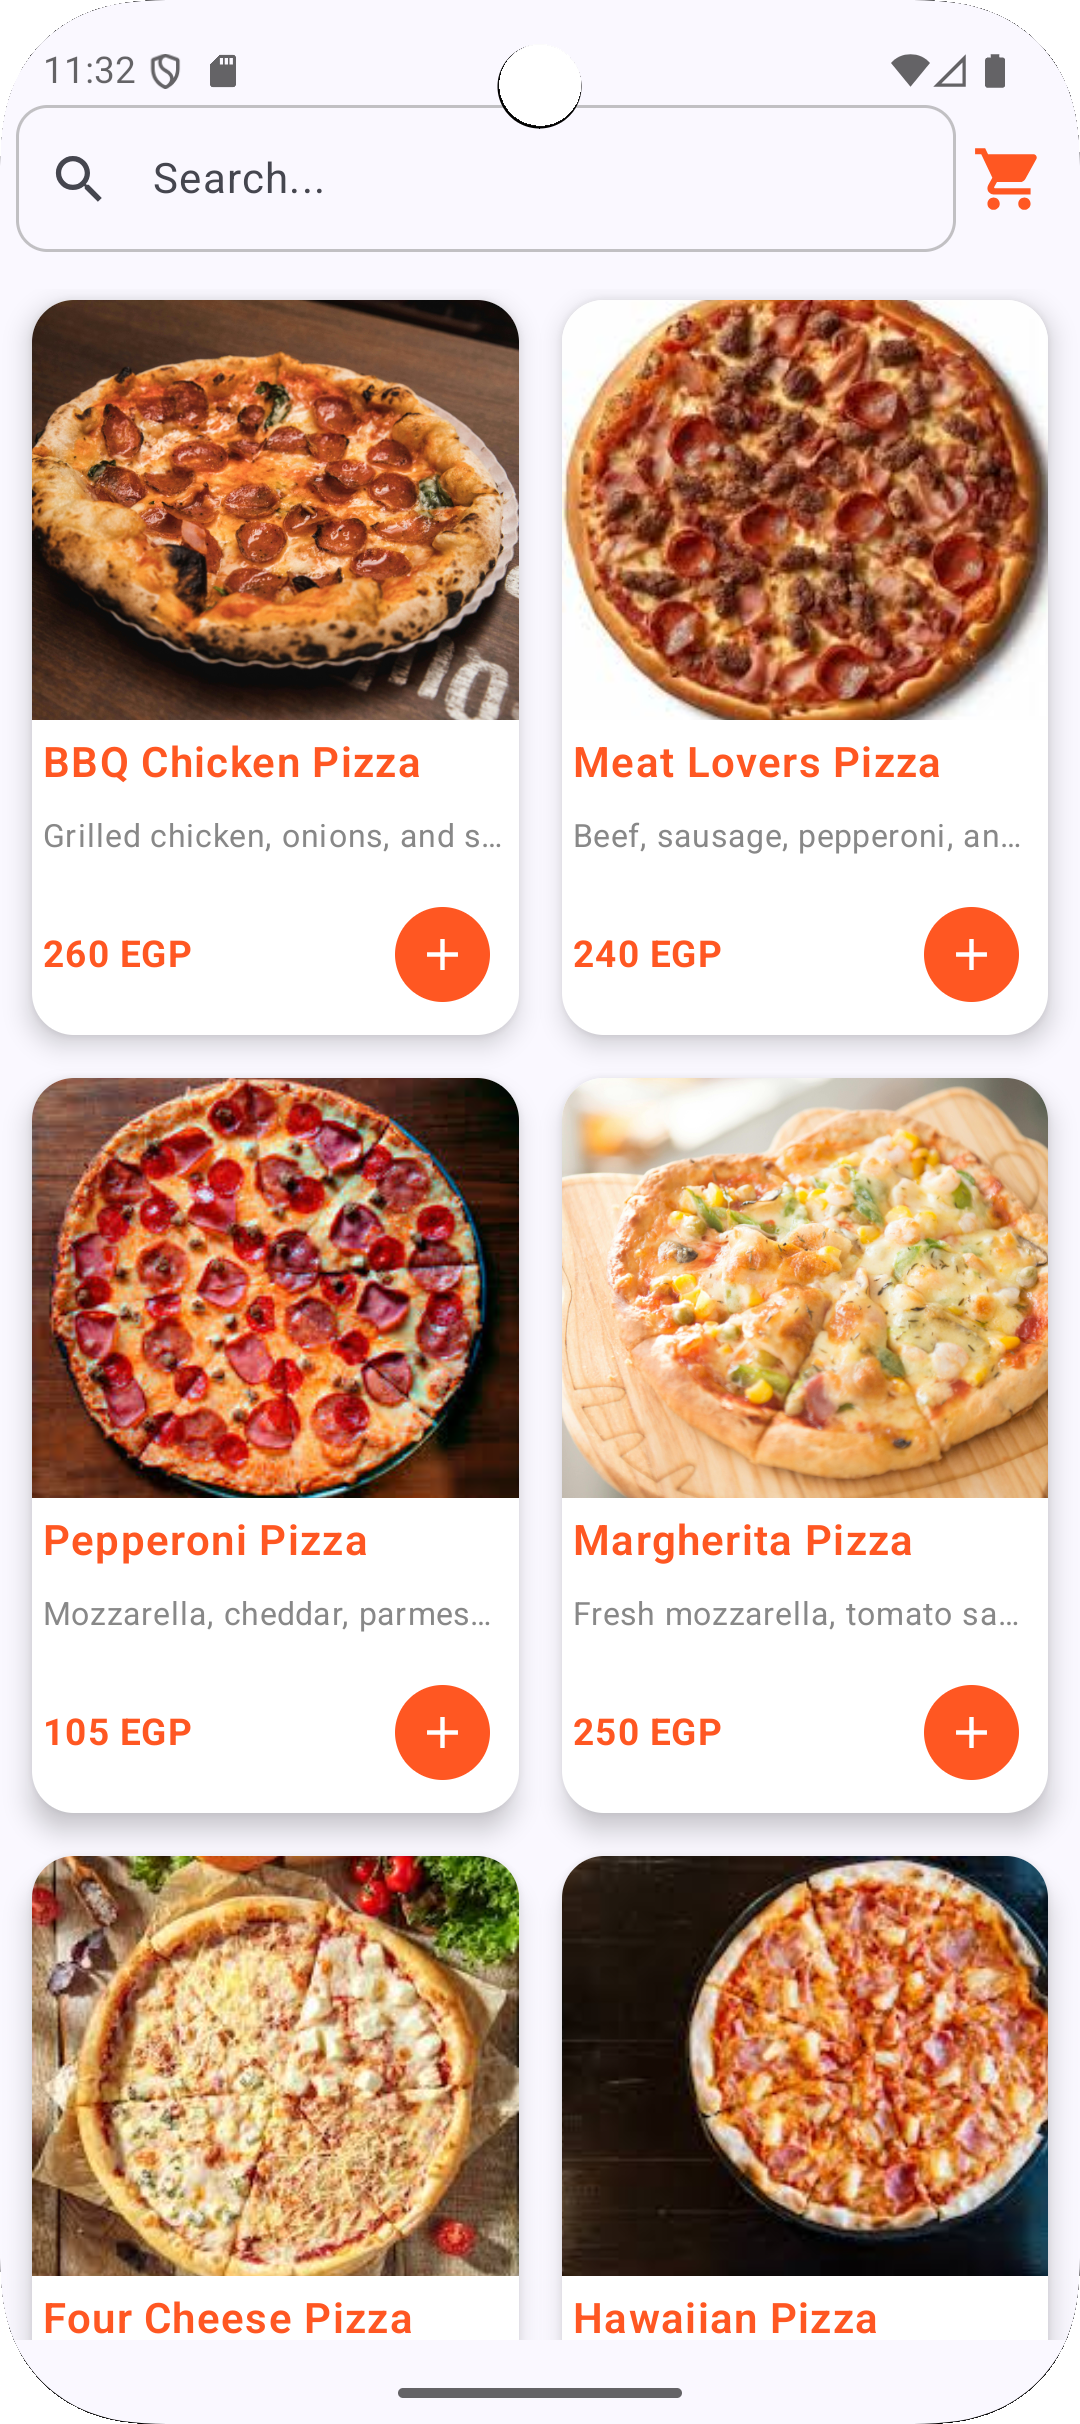 11:32
Search...
BBQ Chicken Pizza
Grilled chicken, onions, and s...
260 EGP
Meat Lovers Pizza
Beef, sausage, pepperoni, an...
240 EGP
Pepperoni Pizza
Mozzarella, cheddar, parmes...
105 EGP
Margherita Pizza
Fresh mozzarella, tomato sa...
250 EGP
Four Cheese Pizza
Hawaiian Pizza